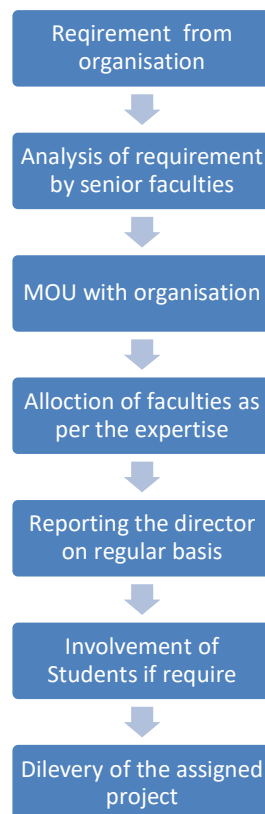 Reqirement from
organisation
Analysis of requirement
by senior faculties
MOU with organisation
Alloction of faculties as
per the expertise
Reporting the director
on regular basis
Involvement of
Students if require
Dilevery of the assigned
project